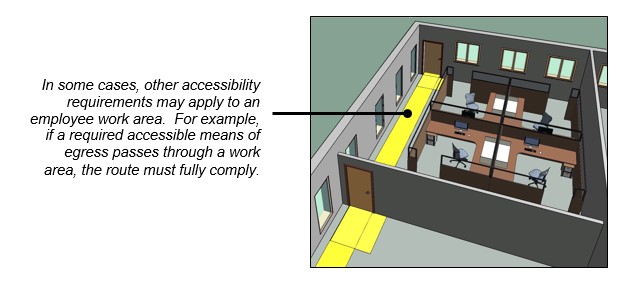 In some cases, other accessibility
requirements may apply to an
employee work area.  For example,
if a required accessible means of
egress passes through a work
area, the route must fully comply.